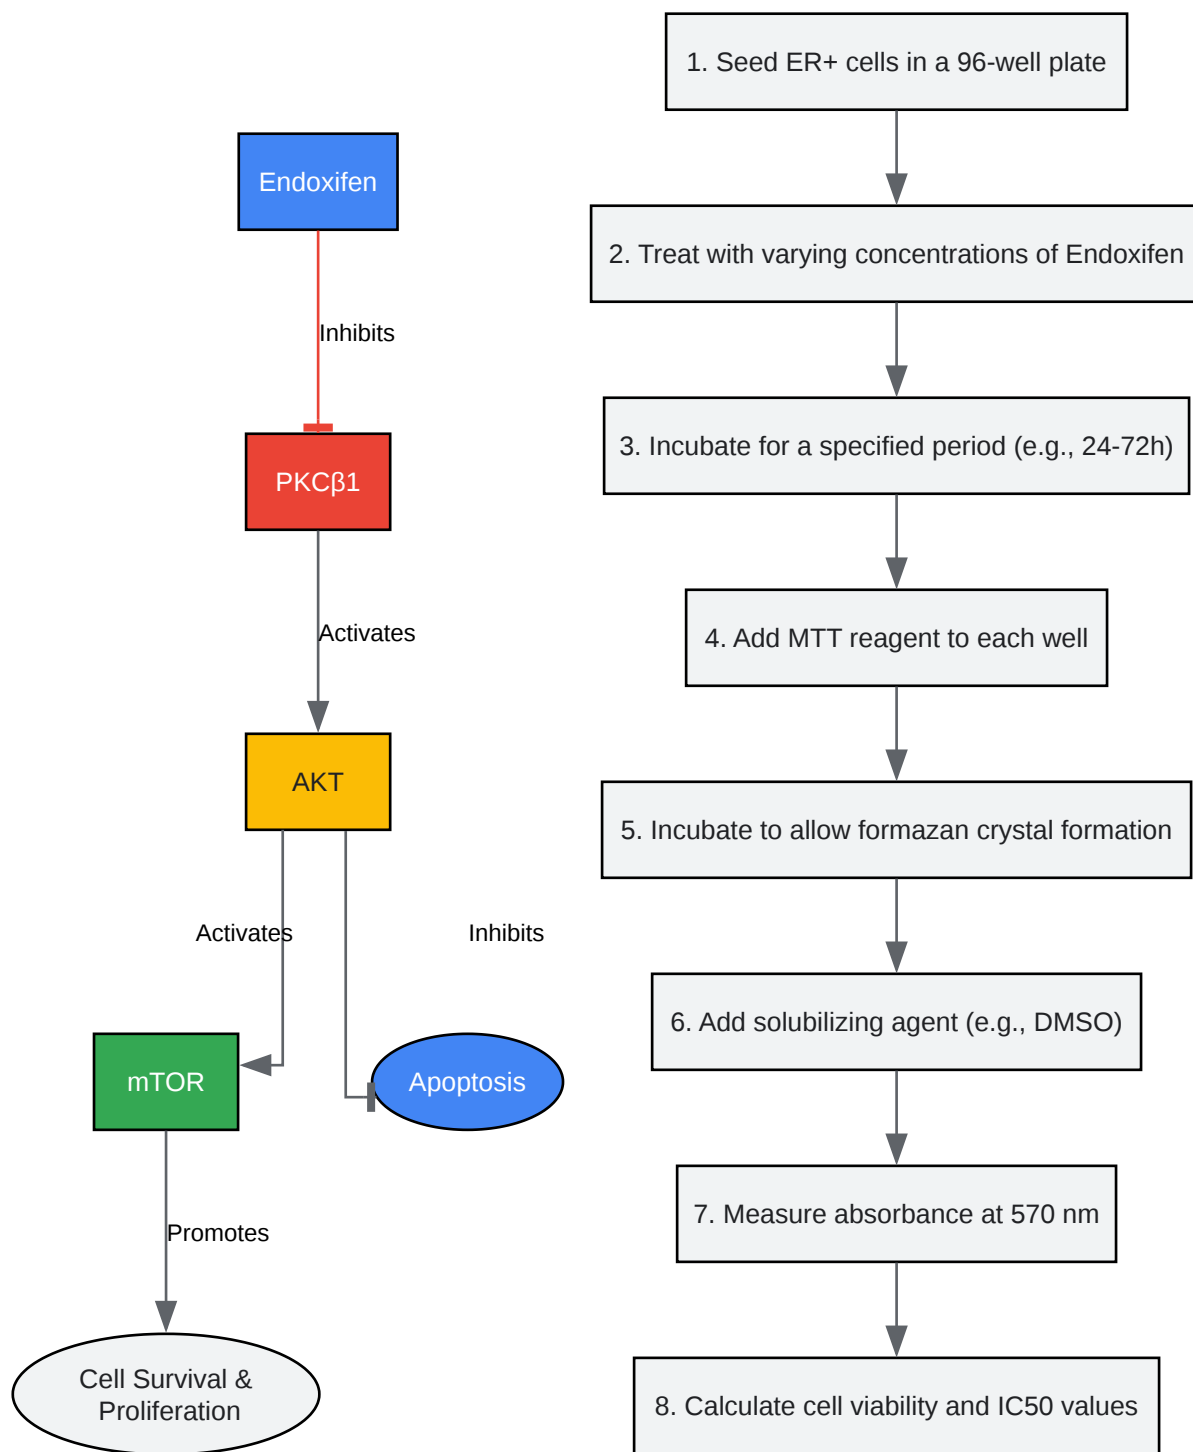 Endoxifen
Inhibits
PKCβ1
Activates
AKT
Activates
Inhibits
mTOR
Apoptosis
Promotes
Cell Survival &
Proliferation
1. Seed ER+ cells in a 96-well plate
2. Treat with varying concentrations of Endoxifen
3. Incubate for a specified period (e.g., 24-72h)
4. Add MTT reagent to each well
5. Incubate to allow formazan crystal formation
6. Add solubilizing agent (e.g., DMSO)
7. Measure absorbance at 570 nm
8. Calculate cell viability and IC50 values